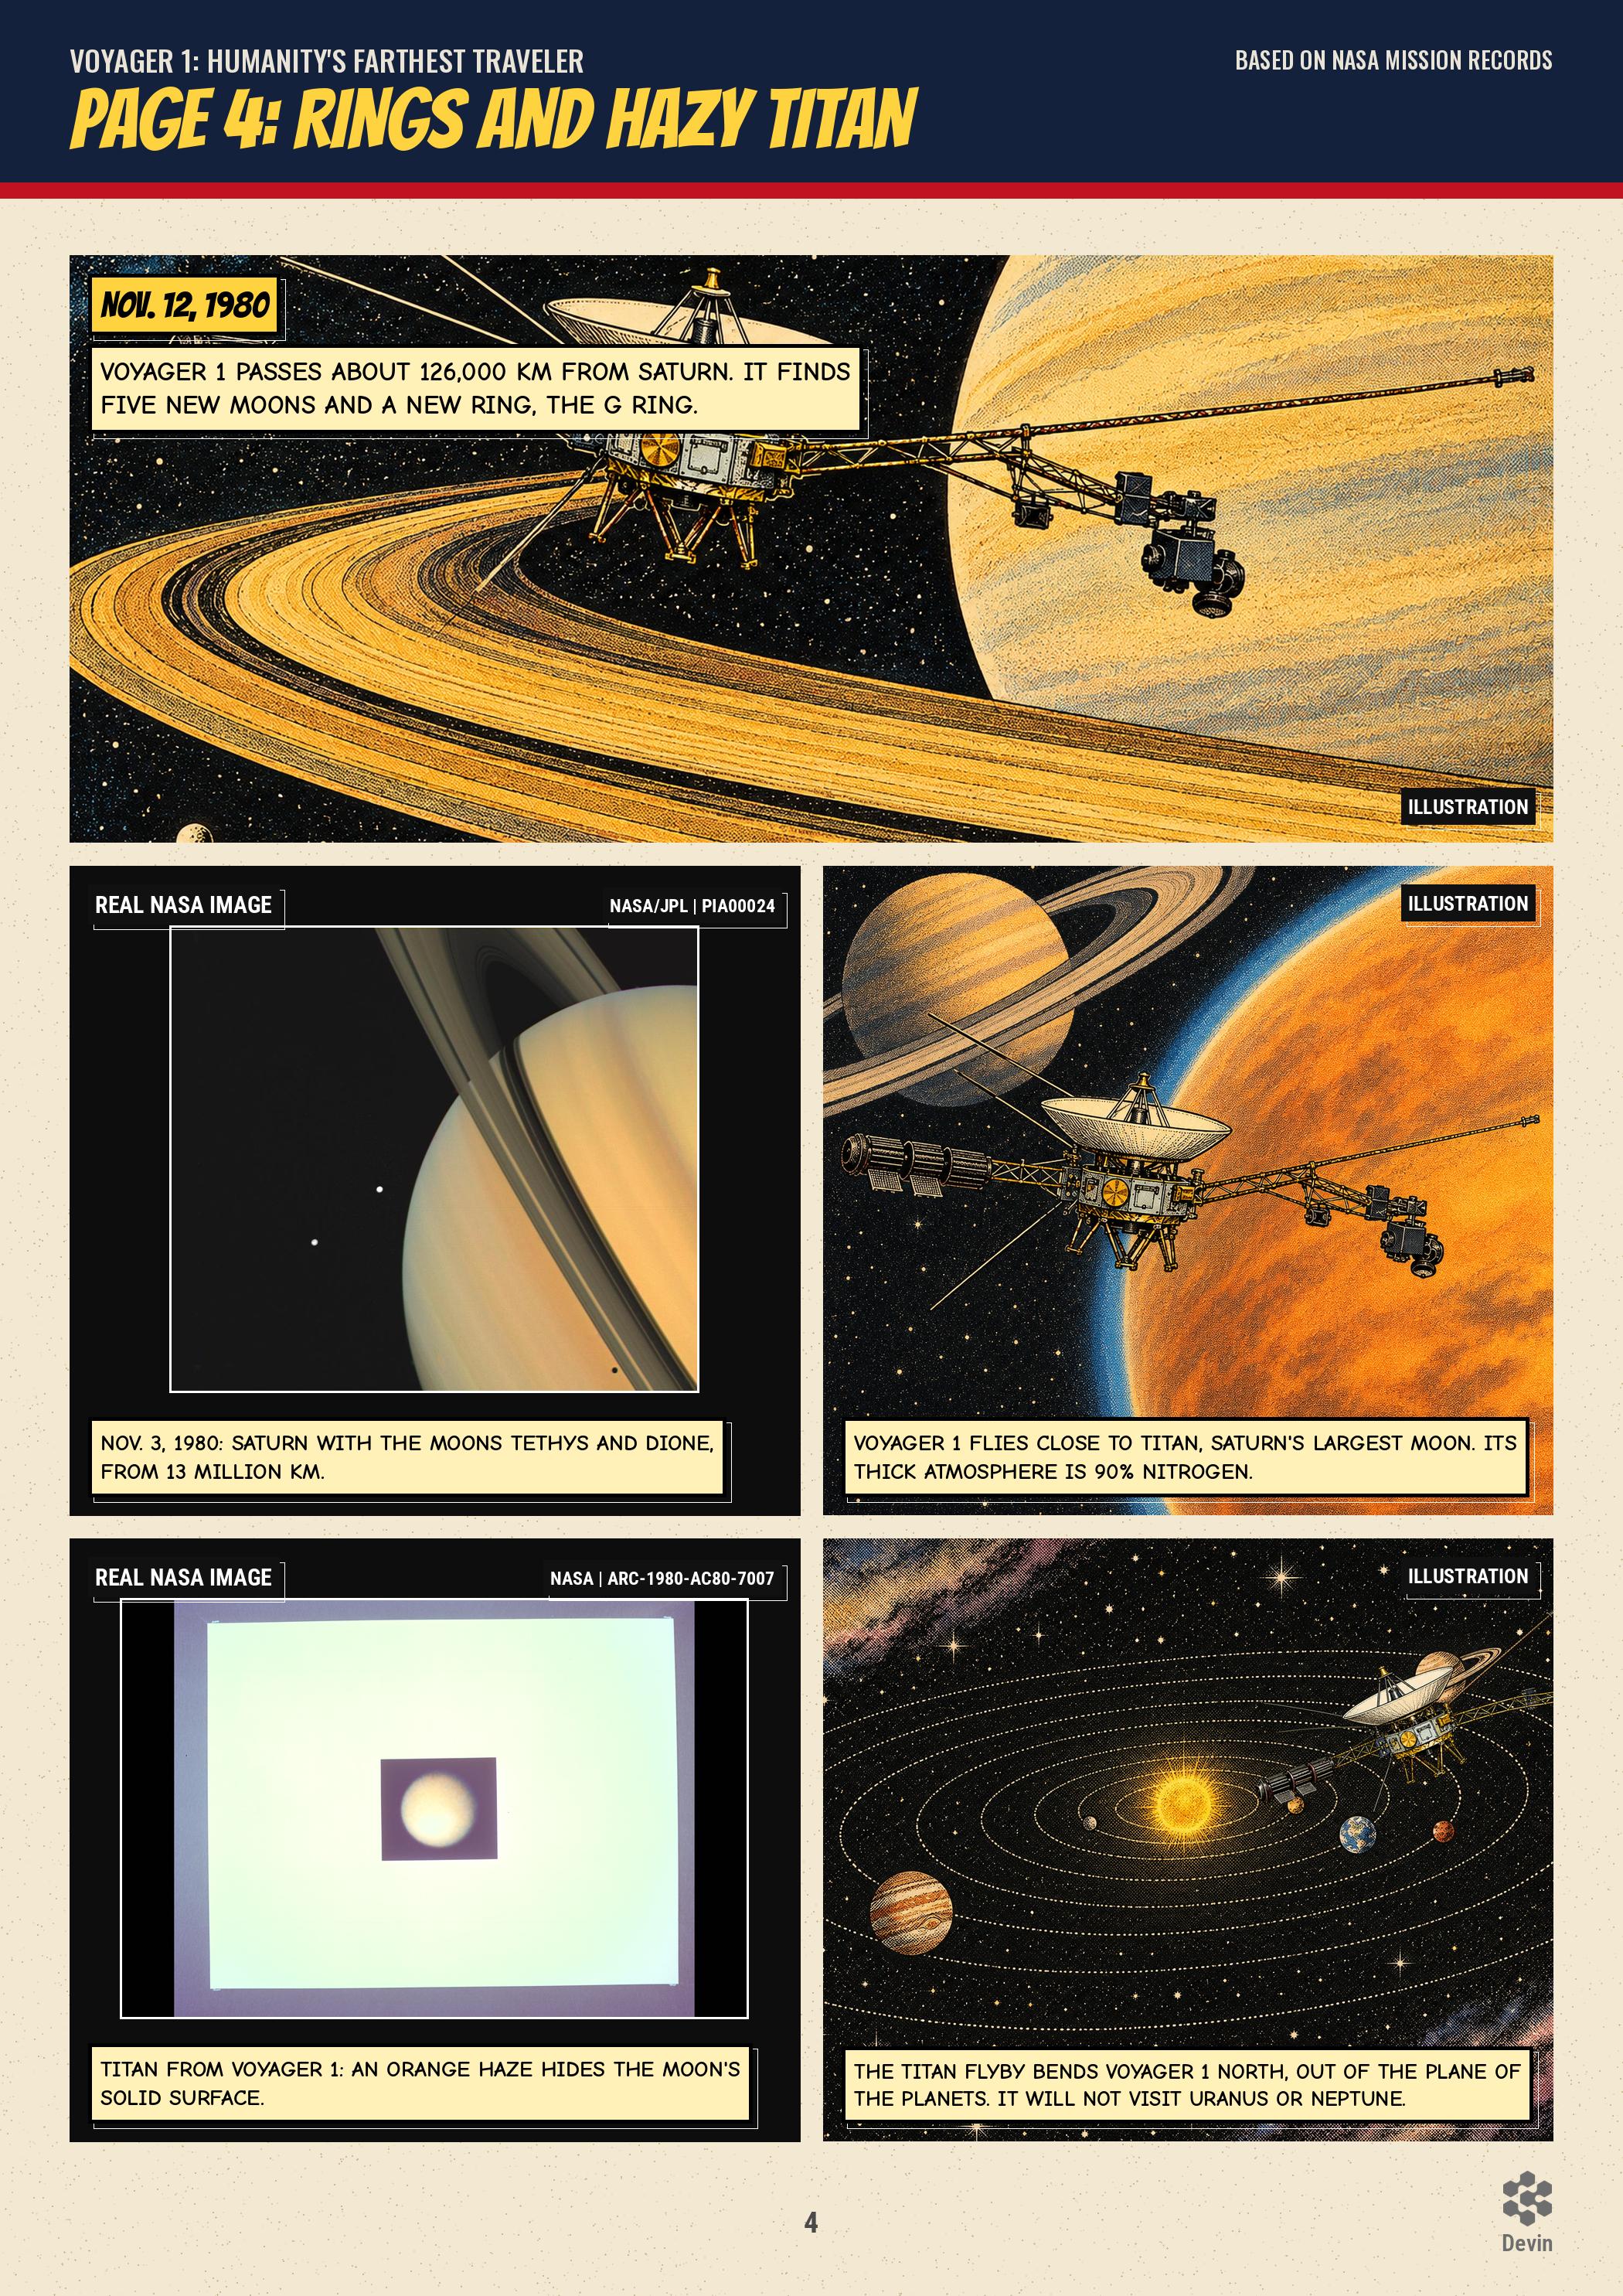 VOYAGER 1: HUMANITY'S FARTHEST TRAVELER
BASED ON NASA MISSION RECORDS
PAGE 4: RINGS AND HAZY TITAN
NOV. 12, 1980
VOYAGER 1 PASSES ABOUT 126,000 KM FROM SATURN. IT FINDS
FIVE NEW MOONS AND A NEW RING, THE G RING.
ILLUSTRATION
REAL NASA IMAGE
NASA/JPL | PIA00024
NOV. 3, 1980: SATURN WITH THE MOONS TETHYS AND DIONE,
FROM 13 MILLION KM.
ILLUSTRATION
VOYAGER 1 FLIES CLOSE TO TITAN, SATURN'S LARGEST MOON. ITS
THICK ATMOSPHERE IS 90% NITROGEN.
REAL NASA IMAGE
NASA | ARC-1980-AC80-7007
TITAN FROM VOYAGER 1: AN ORANGE HAZE HIDES THE MOON'S
SOLID SURFACE.
ILLUSTRATION
THE TITAN FLYBY BENDS VOYAGER 1 NORTH, OUT OF THE PLANE OF
THE PLANETS. IT WILL NOT VISIT URANUS OR NEPTUNE.
4
Devin